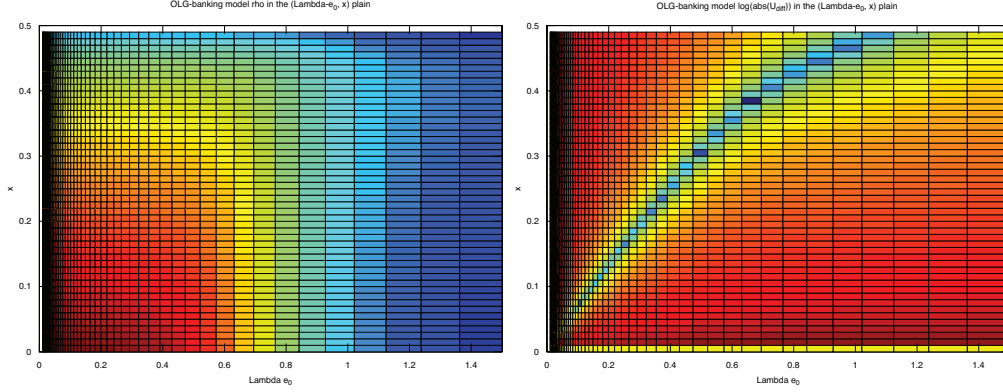 OLG-banking model rho in the (Lambda-e0, x) plain
0.5
0.4
0.3
x
0.2
0.1
0
0 0.2 0.4 0.6 0.8 1 1.2 1.4
Lambda e0
OLG-banking model log(abs(Udiff)) in the (Lambda-e0, x) plain
0.5
0.4
0.3
x
0.2
0.1
0
0 0.2 0.4 0.6 0.8 1 1.2 1.4
Lambda e0